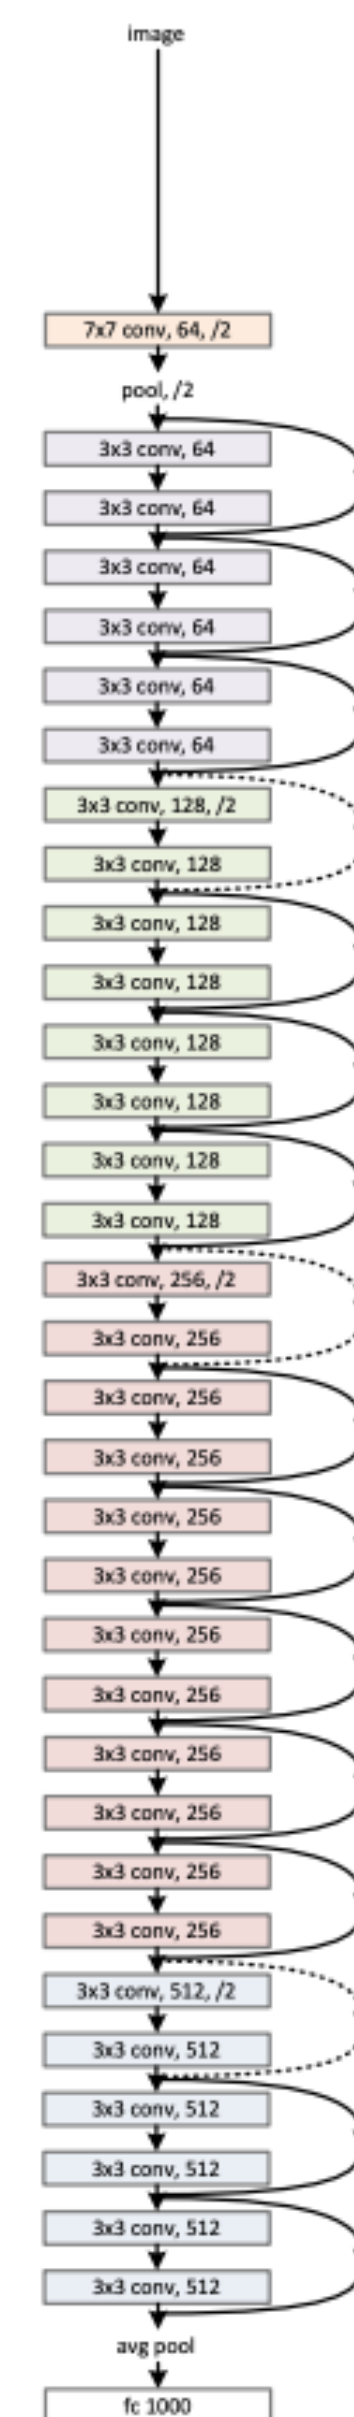 image
7x7 conv, 64, /2
pool, /2
3x3 conv, 64
3x3 conv, 64
3x3 conv, 64
3x3 conv, 64
3x3 conv, 64
3x3 conv, 64
3x3 conv, 128, /2
3x3 conv, 128
3x3 conv, 128
3x3 conv, 128
3x3 conv, 128
3x3 conv, 128
3x3 conv, 128
3x3 conv, 128
3x3 conv, 256, /2
3x3 conv, 256
3x3 conv, 256
3x3 conv, 256
3x3 conv, 256
3x3 conv, 256
3x3 conv, 256
3x3 conv, 256
3x3 conv, 256
3x3 conv, 256
3x3 conv, 256
3x3 conv, 256
3x3 conv, 512, /2
3x3 conv, 512
3x3 conv, 512
3x3 conv, 512
3x3 conv, 512
3x3 conv, 512
avg pool
fc 1000